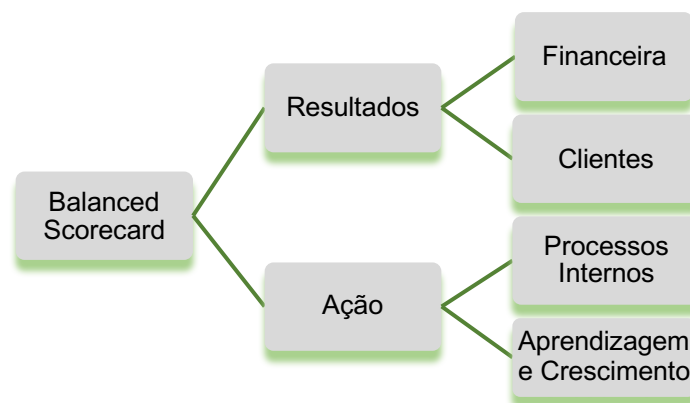 Balanced
Scorecard
Resultados
Ação
Financeira
Clientes
Processos
Internos
Aprendizagem
e Crescimento